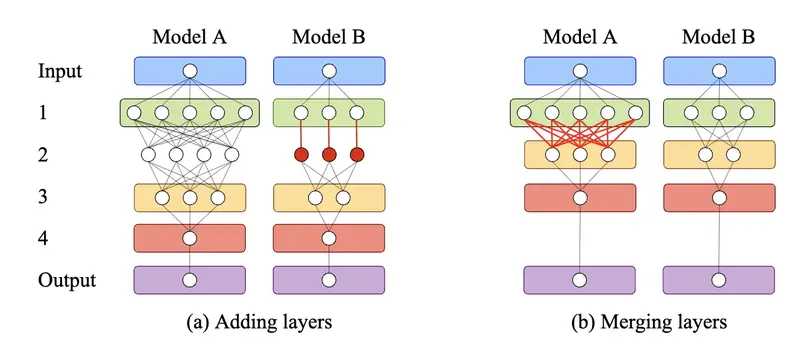 Model A Model B
Input
1
2
3
4
Output
(a) Adding layers
Model A Model B
(b) Merging layers